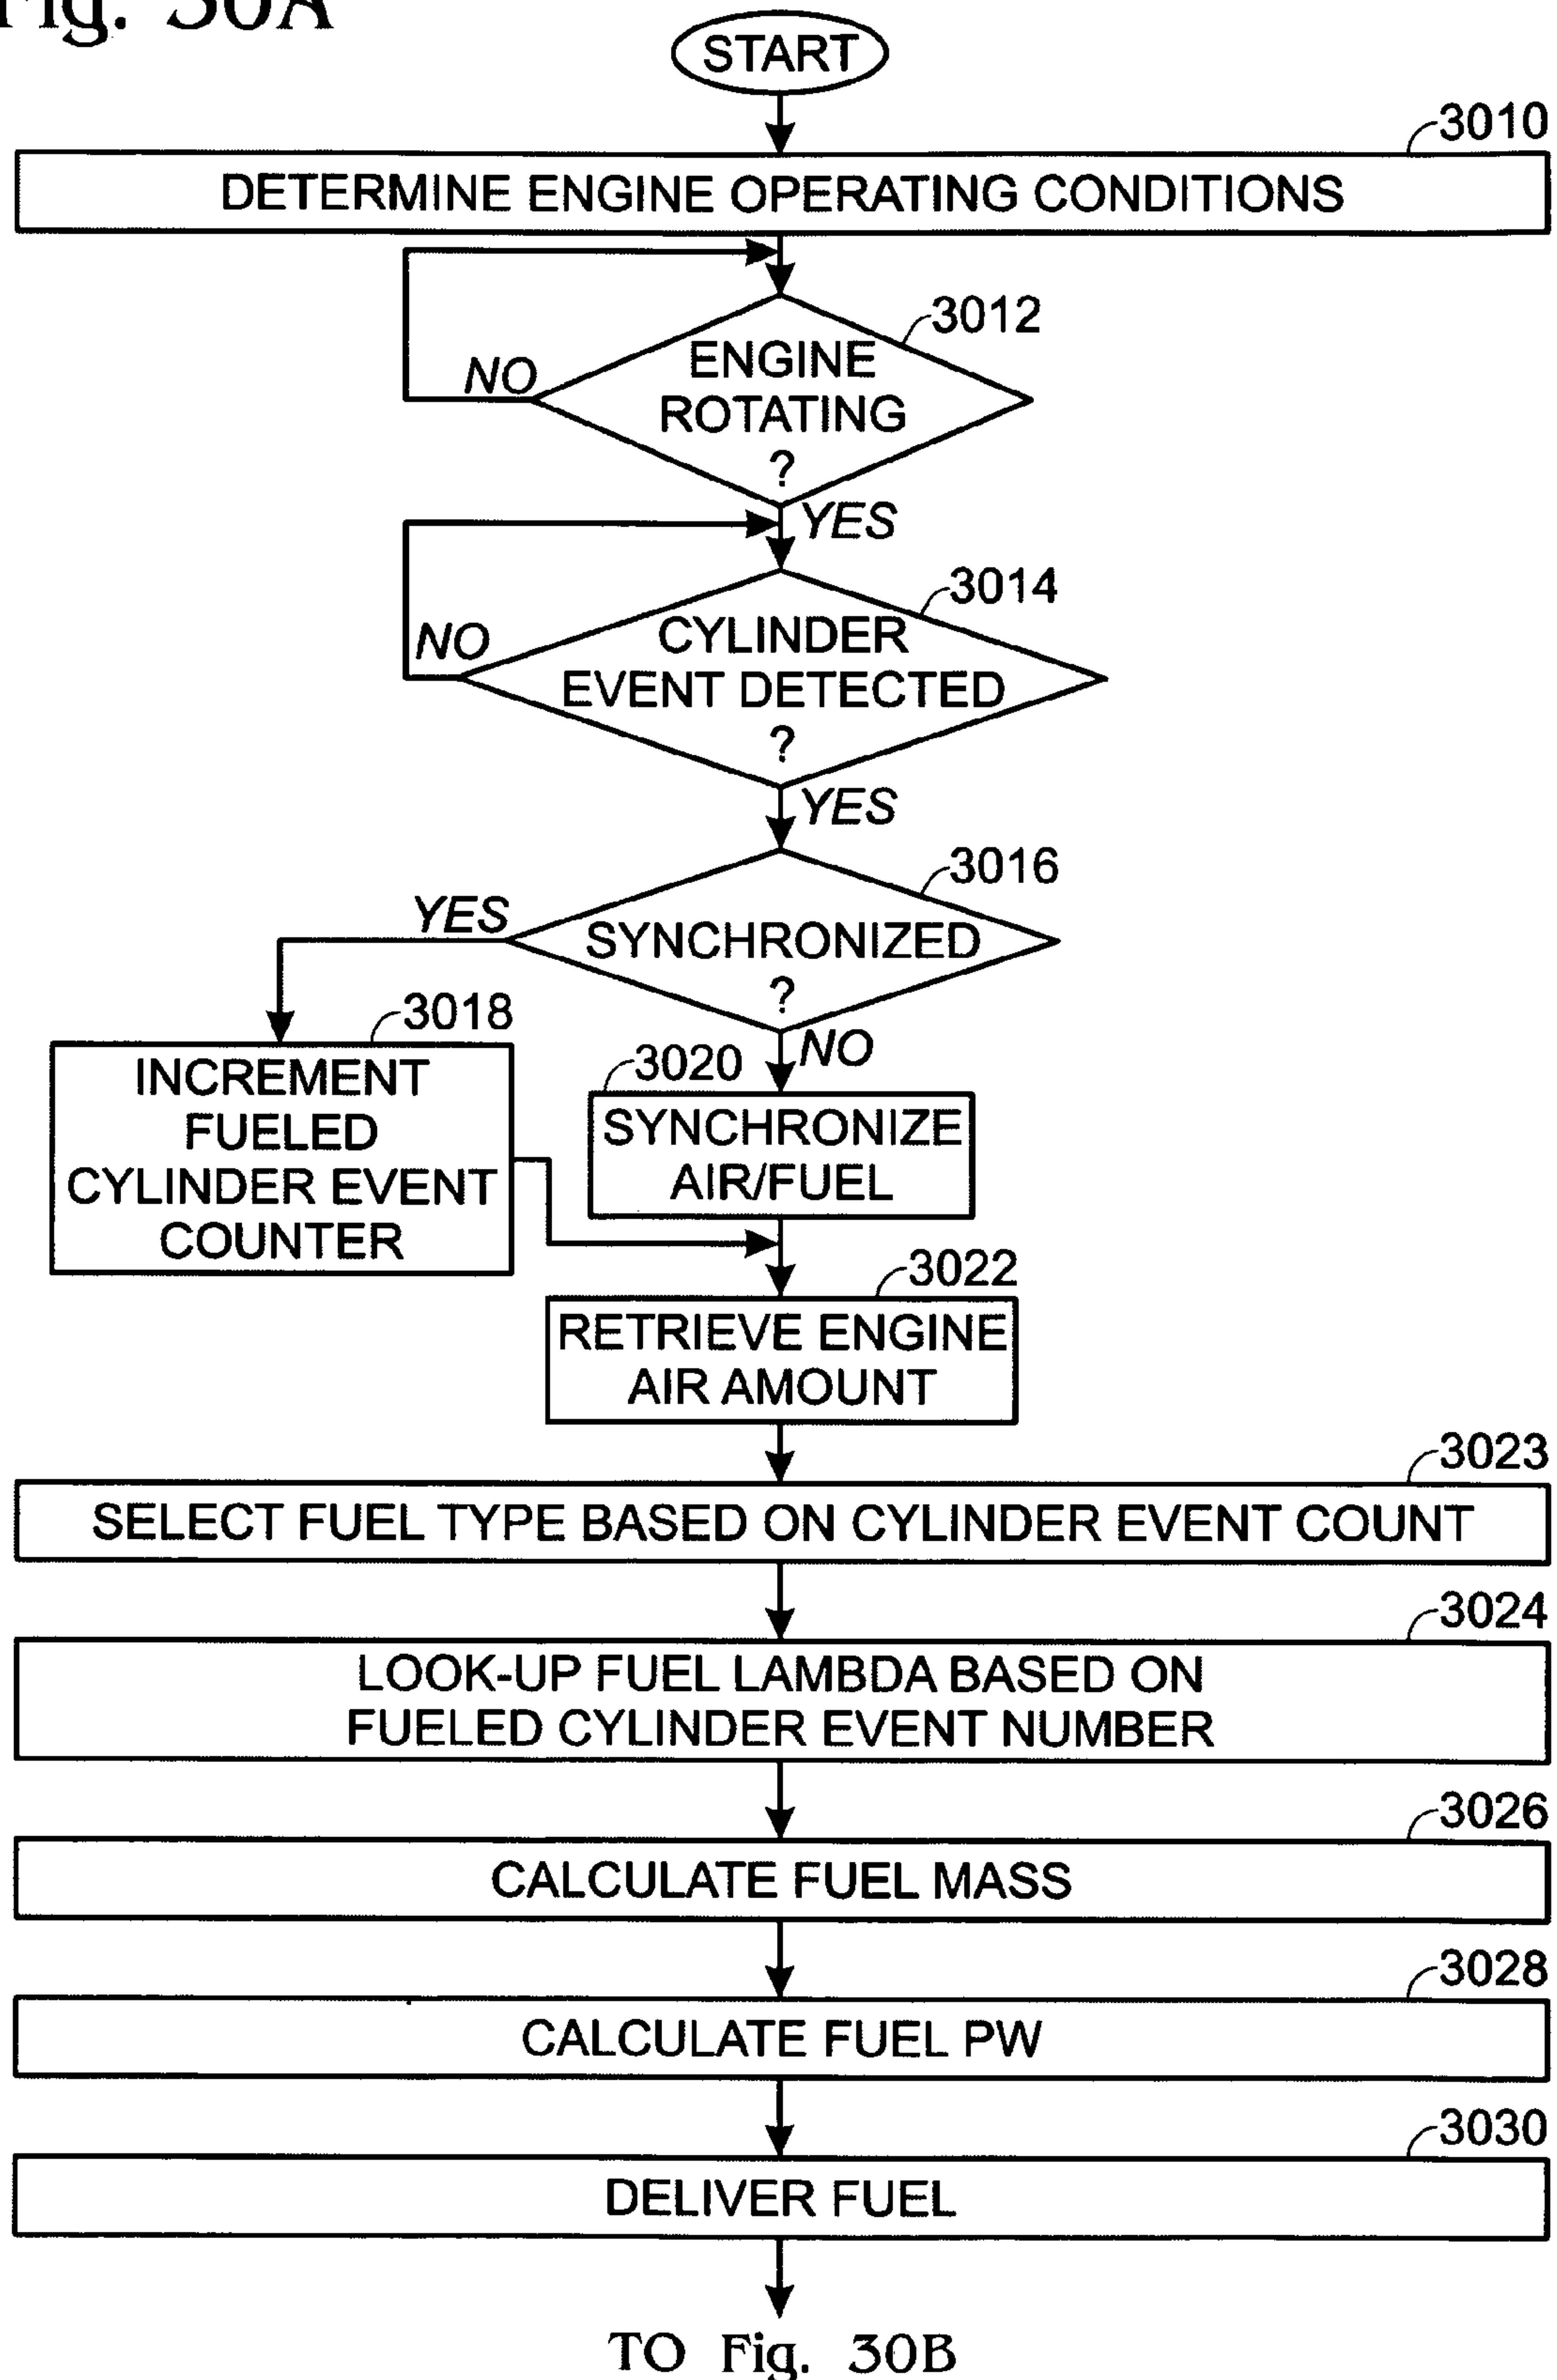 Fig. 30A
START
3010
DETERMINE ENGINE OPERATING CONDITIONS
3012
ENGINE
ROTATING
?
NO
YES
3014
CYLINDER
EVENT DETECTED
?
NO
YES
3016
SYNCHRONIZED
?
YES
NO
3018
INCREMENT
FUELED
CYLINDER EVENT
COUNTER
3020
SYNCHRONIZE
AIR/FUEL
3022
RETRIEVE ENGINE
AIR AMOUNT
3023
SELECT FUEL TYPE BASED ON CYLINDER EVENT COUNT
3024
LOOK-UP FUEL LAMBDA BASED ON
FUELED CYLINDER EVENT NUMBER
3026
CALCULATE FUEL MASS
3028
CALCULATE FUEL PW
3030
DELIVER FUEL
TO Fig. 30B